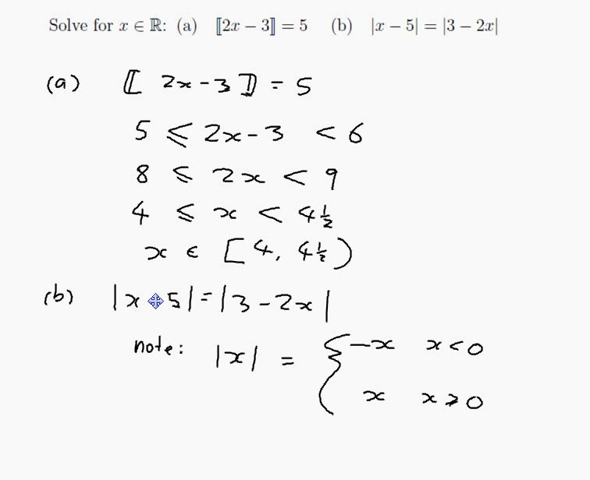 Solve for x ∈ ℝ: (a) ⟦2x − 3⟧ = 5 (b) |x − 5| = |3 − 2x|
(a) ⟦ 2x - 3 ⟧ = 5
5 ≤ 2x - 3 < 6
8 ≤ 2x < 9
4 ≤ x < 4½
x ∈ [4, 4½)
(b) |x - 5| = |3 - 2x|
note: |x| = { -x x < 0
x x ≥ 0